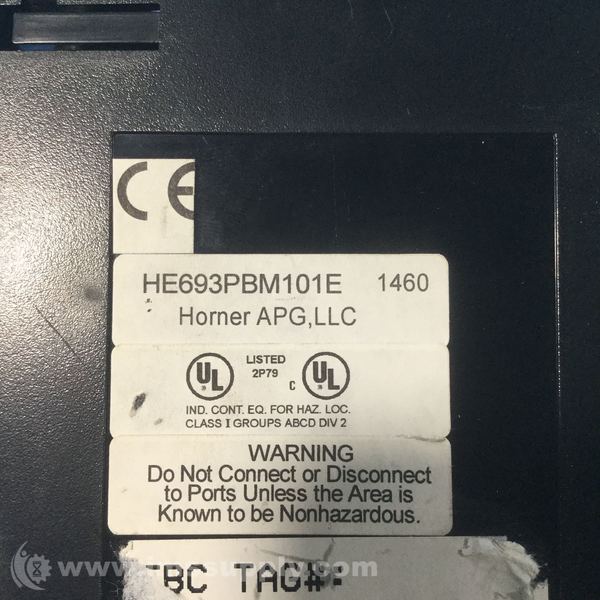 CE
HE693PBM101E 1460
Horner APG,LLC
UL LISTED 2P79 C UL
IND. CONT. EQ. FOR HAZ. LOC.
CLASS I GROUPS ABCD DIV 2
WARNING
Do Not Connect or Disconnect
to Ports Unless the Area is
Known to be Nonhazardous.
BC TAG#: